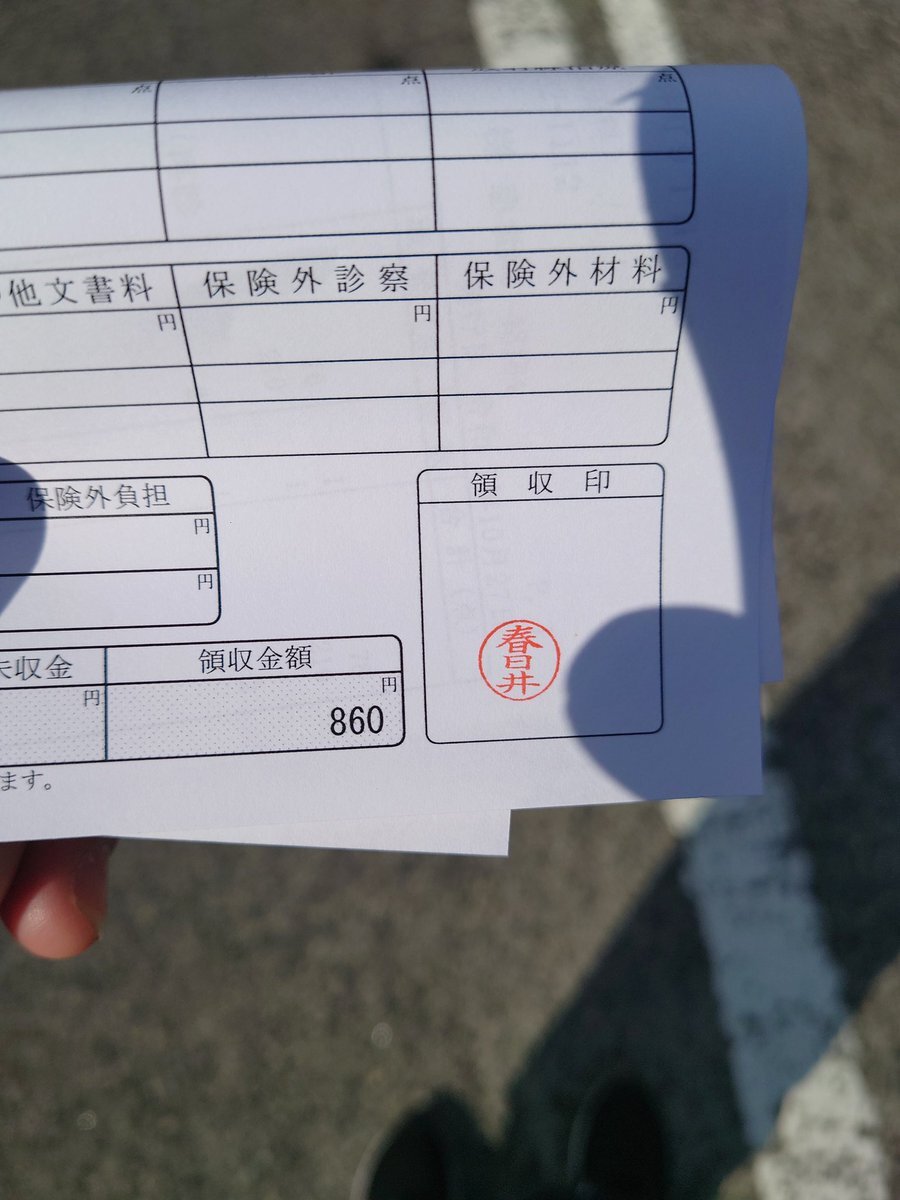 点 点 点
他文書料 保険外診察 保険外材料
円 円 円
保険外負担 領収印
円
円
未収金 領収金額
円 円
860
春日井
ます。